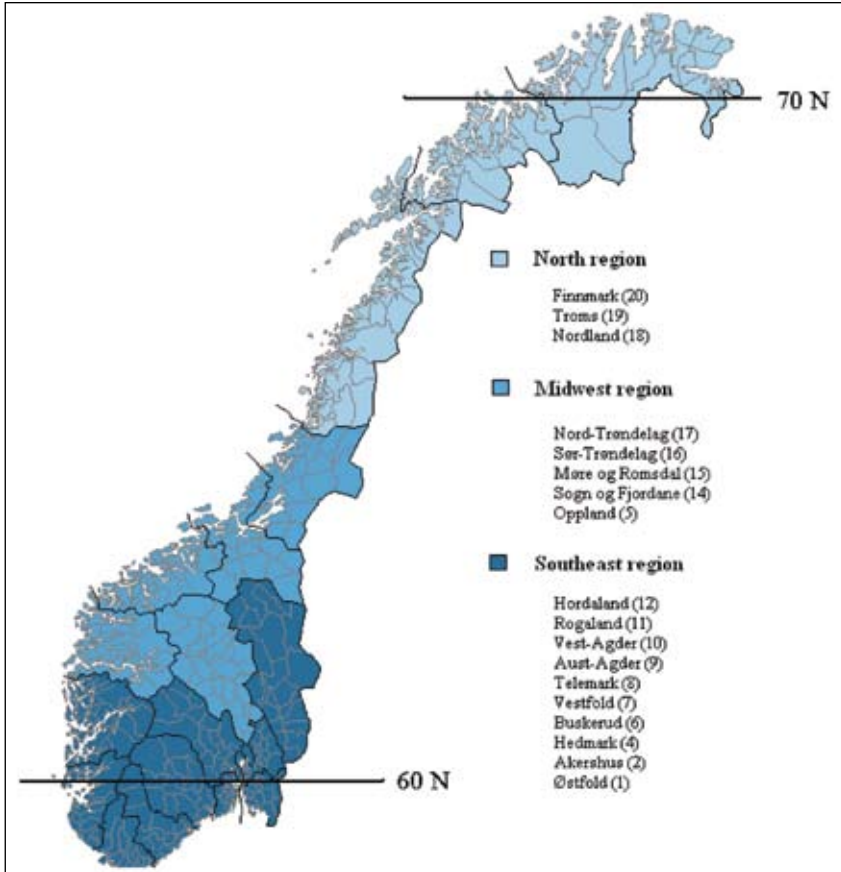 70 N
North region
Finnmark (20)
Troms (19)
Nordland (18)
Midwest region
Nord-Trøndelag (17)
Sør-Trøndelag (16)
Møre og Romsdal (15)
Sogn og Fjordane (14)
Oppland (5)
Southeast region
Hordaland (12)
Rogaland (11)
Vest-Agder (10)
Aust-Agder (9)
Telemark (8)
Vestfold (7)
Buskerud (6)
Hedmark (4)
Akershus (2)
Østfold (1)
60 N